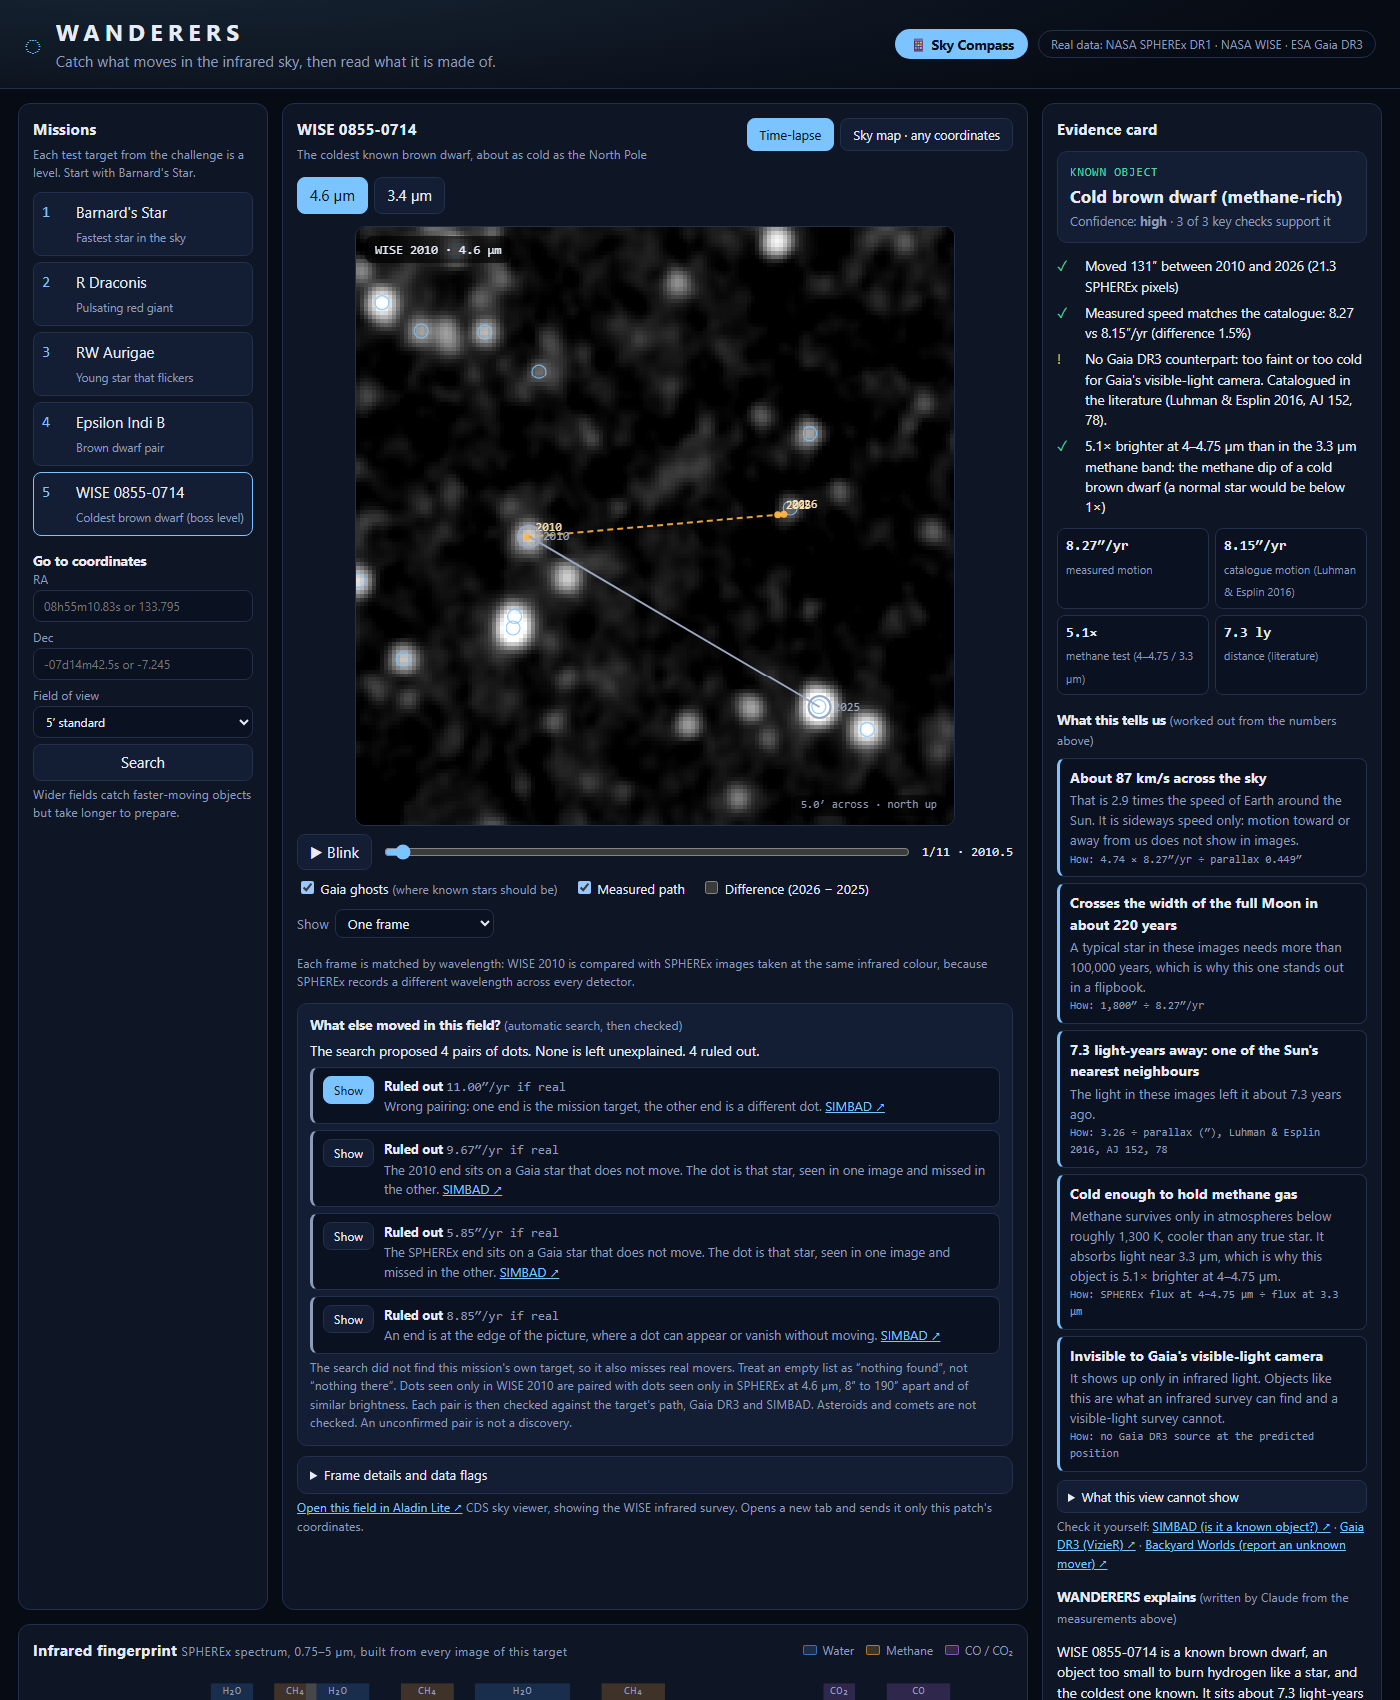 WANDERERS
Catch what moves in the infrared sky, then read what it is made of.
Sky Compass
Real data: NASA SPHEREx DR1 · NASA WISE · ESA Gaia DR3
Missions
Each test target from the challenge is a
level. Start with Barnard's Star.
1 Barnard's Star
Fastest star in the sky
2 R Draconis
Pulsating red giant
3 RW Aurigae
Young star that flickers
4 Epsilon Indi B
Brown dwarf pair
5 WISE 0855-0714
Coldest brown dwarf (boss level)
Go to coordinates
RA
08h55m10.83s or 133.795
Dec
-07d14m42.5s or -7.245
Field of view
5′ standard
Search
Wider fields catch faster-moving objects
but take longer to prepare.
WISE 0855-0714
The coldest known brown dwarf, about as cold as the North Pole
Time-lapse
Sky map · any coordinates
4.6 µm
3.4 µm
WISE 2010 · 4.6 µm
2026
2010
2010
2025
5.0′ across · north up
▶ Blink
1/11 · 2010.5
Gaia ghosts (where known stars should be)
Measured path
Difference (2026 − 2025)
Show
One frame
Each frame is matched by wavelength: WISE 2010 is compared with SPHEREx images taken at the same infrared colour, because
SPHEREx records a different wavelength across every detector.
What else moved in this field? (automatic search, then checked)
The search proposed 4 pairs of dots. None is left unexplained. 4 ruled out.
Show
Ruled out 11.00″/yr if real
Wrong pairing: one end is the mission target, the other end is a different dot. SIMBAD ↗
Show
Ruled out 9.67″/yr if real
The 2010 end sits on a Gaia star that does not move. The dot is that star, seen in one image and missed in
the other. SIMBAD ↗
Show
Ruled out 5.85″/yr if real
The SPHEREx end sits on a Gaia star that does not move. The dot is that star, seen in one image and
missed in the other. SIMBAD ↗
Show
Ruled out 8.85″/yr if real
An end is at the edge of the picture, where a dot can appear or vanish without moving. SIMBAD ↗
The search did not find this mission's own target, so it also misses real movers. Treat an empty list as “nothing found”, not
“nothing there”. Dots seen only in WISE 2010 are paired with dots seen only in SPHEREx at 4.6 µm, 8″ to 190″ apart and of
similar brightness. Each pair is then checked against the target's path, Gaia DR3 and SIMBAD. Asteroids and comets are not
checked. An unconfirmed pair is not a discovery.
▶ Frame details and data flags
Open this field in Aladin Lite ↗ CDS sky viewer, showing the WISE infrared survey. Opens a new tab and sends it only this patch's
coordinates.
Evidence card
KNOWN OBJECT
Cold brown dwarf (methane-rich)
Confidence: high · 3 of 3 key checks support it
✓ Moved 131″ between 2010 and 2026 (21.3
SPHEREx pixels)
✓ Measured speed matches the catalogue: 8.27
vs 8.15″/yr (difference 1.5%)
! No Gaia DR3 counterpart: too faint or too cold
for Gaia's visible-light camera. Catalogued in
the literature (Luhman & Esplin 2016, AJ 152,
78).
✓ 5.1× brighter at 4–4.75 µm than in the 3.3 µm
methane band: the methane dip of a cold
brown dwarf (a normal star would be below
1×)
8.27″/yr
measured motion
8.15″/yr
catalogue motion (Luhman
& Esplin 2016)
5.1×
methane test (4–4.75 / 3.3
µm)
7.3 ly
distance (literature)
What this tells us (worked out from the numbers
above)
About 87 km/s across the sky
That is 2.9 times the speed of Earth around the
Sun. It is sideways speed only: motion toward or
away from us does not show in images.
How: 4.74 × 8.27″/yr ÷ parallax 0.449″
Crosses the width of the full Moon in
about 220 years
A typical star in these images needs more than
100,000 years, which is why this one stands out
in a flipbook.
How: 1,800″ ÷ 8.27″/yr
7.3 light-years away: one of the Sun's
nearest neighbours
The light in these images left it about 7.3 years
ago.
How: 3.26 ÷ parallax (″), Luhman & Esplin
2016, AJ 152, 78
Cold enough to hold methane gas
Methane survives only in atmospheres below
roughly 1,300 K, cooler than any true star. It
absorbs light near 3.3 µm, which is why this
object is 5.1× brighter at 4–4.75 µm.
How: SPHEREx flux at 4–4.75 µm ÷ flux at 3.3
µm
Invisible to Gaia's visible-light camera
It shows up only in infrared light. Objects like
this are what an infrared survey can find and a
visible-light survey cannot.
How: no Gaia DR3 source at the predicted
position
▶ What this view cannot show
Check it yourself: SIMBAD (is it a known object?) ↗ · Gaia
DR3 (VizieR) ↗ · Backyard Worlds (report an unknown
mover) ↗
WANDERERS explains (written by Claude from the
measurements above)
WISE 0855-0714 is a known brown dwarf, an
object too small to burn hydrogen like a star, and
the coldest one known. It sits about 7.3 light-years
Infrared fingerprint SPHEREx spectrum, 0.75–5 µm, built from every image of this target
Water
Methane
CO / CO₂
H₂O
CH₄
H₂O
CH₄
H₂O
CH₄
CO₂
CO